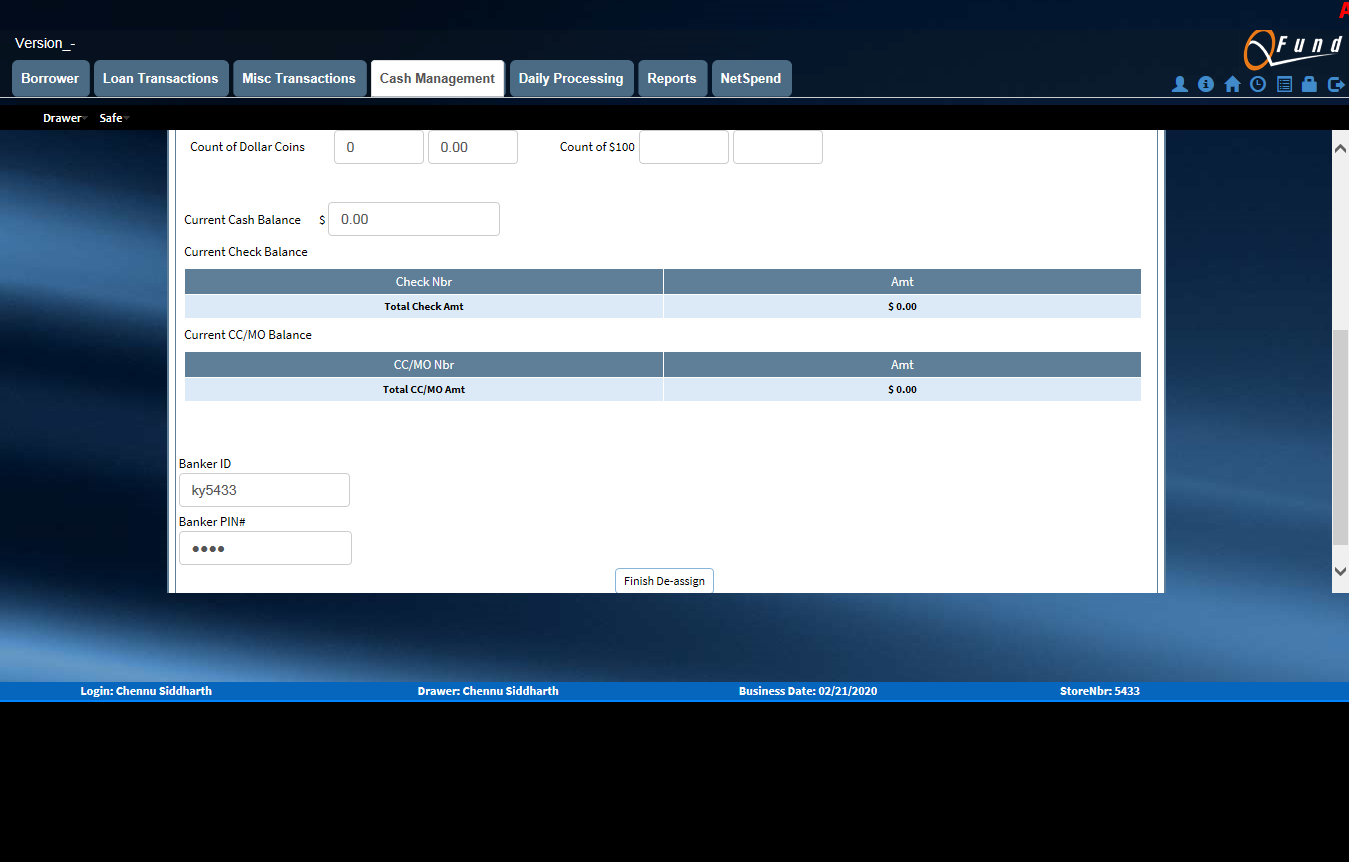 Version_-
QFund
Borrower Loan Transactions Misc Transactions Cash Management Daily Processing Reports NetSpend
Drawer Safe
Count of Dollar Coins 0 0.00 Count of $100
Current Cash Balance $ 0.00
Current Check Balance
Check Nbr Amt
Total Check Amt $ 0.00
Current CC/MO Balance
CC/MO Nbr Amt
Total CC/MO Amt $ 0.00
Banker ID
ky5433
Banker PIN#
●●●●
Finish De-assign
Login: Chennu Siddharth Drawer: Chennu Siddharth Business Date: 02/21/2020 StoreNbr: 5433